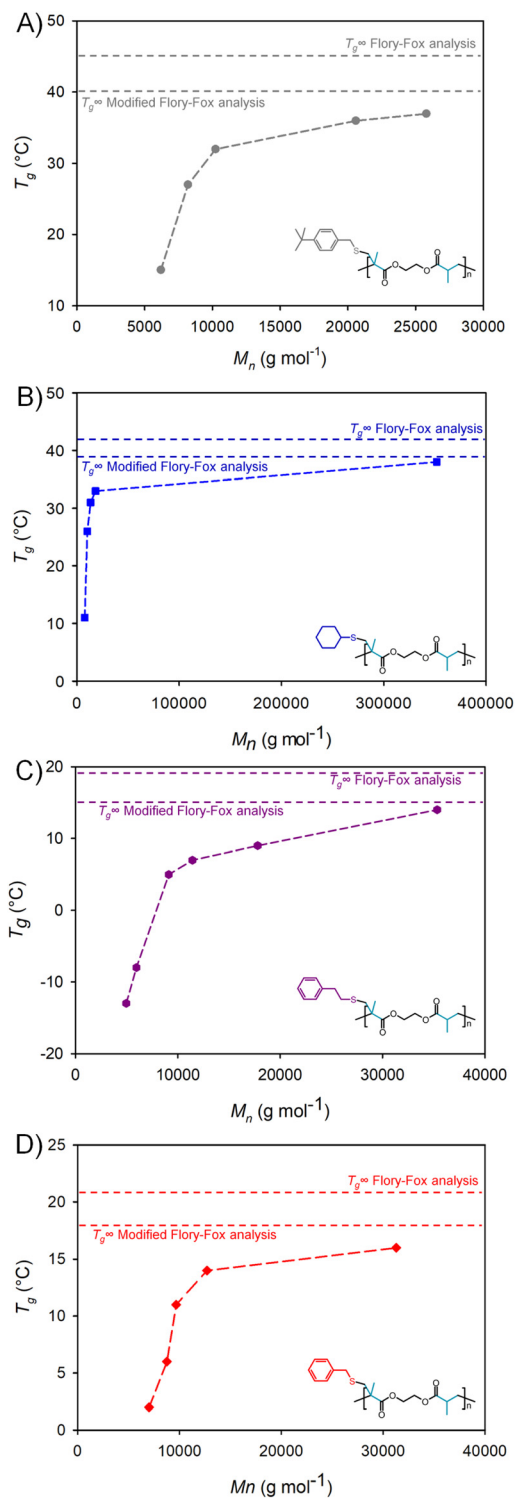 A)
50
40
30
20
10
Tg (°C)
Tg∞ Flory-Fox analysis
Tg∞ Modified Flory-Fox analysis
S
O
O
O
O
n
0 5000 10000 15000 20000 25000 30000
Mn (g mol-1)
B)
50
40
30
20
10
0
Tg (°C)
Tg∞ Flory-Fox analysis
Tg∞ Modified Flory-Fox analysis
S
O
O
O
O
n
0 100000 200000 300000 400000
Mn (g mol-1)
C)
20
10
0
-10
-20
Tg (°C)
Tg∞ Flory-Fox analysis
Tg∞ Modified Flory-Fox analysis
S
O
O
O
O
n
0 10000 20000 30000 40000
Mn (g mol-1)
D)
25
20
15
10
5
0
Tg (°C)
Tg∞ Flory-Fox analysis
Tg∞ Modified Flory-Fox analysis
S
O
O
O
O
n
0 10000 20000 30000 40000
Mn (g mol-1)